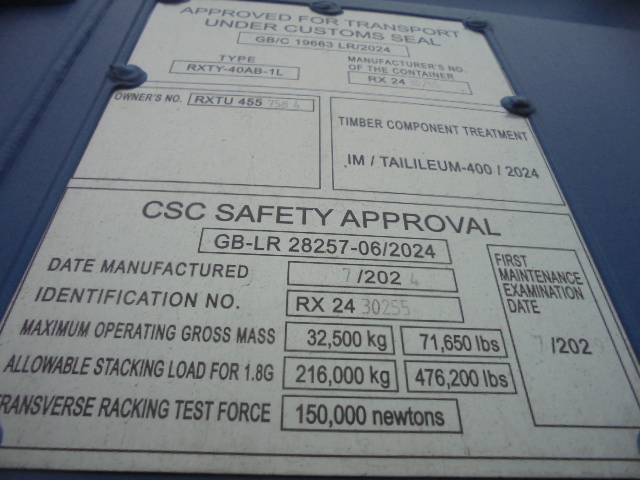 APPROVED FOR TRANSPORT
UNDER CUSTOMS SEAL
GB/C 19663 LR/2024
TYPE
RXTY-40AB-1L
MANUFACTURER'S NO.
OF THE CONTAINER
RX 24
OWNER'S NO. RXTU 455
TIMBER COMPONENT TREATMENT
IM / TAILILEUM-400 / 2024
CSC SAFETY APPROVAL
GB-LR 28257-06/2024
DATE MANUFACTURED 7/2024
IDENTIFICATION NO. RX 24 30255
MAXIMUM OPERATING GROSS MASS 32,500 kg 71,650 lbs
ALLOWABLE STACKING LOAD FOR 1.8G 216,000 kg 476,200 lbs
TRANSVERSE RACKING TEST FORCE 150,000 newtons
FIRST
MAINTENANCE
EXAMINATION
DATE
7/202